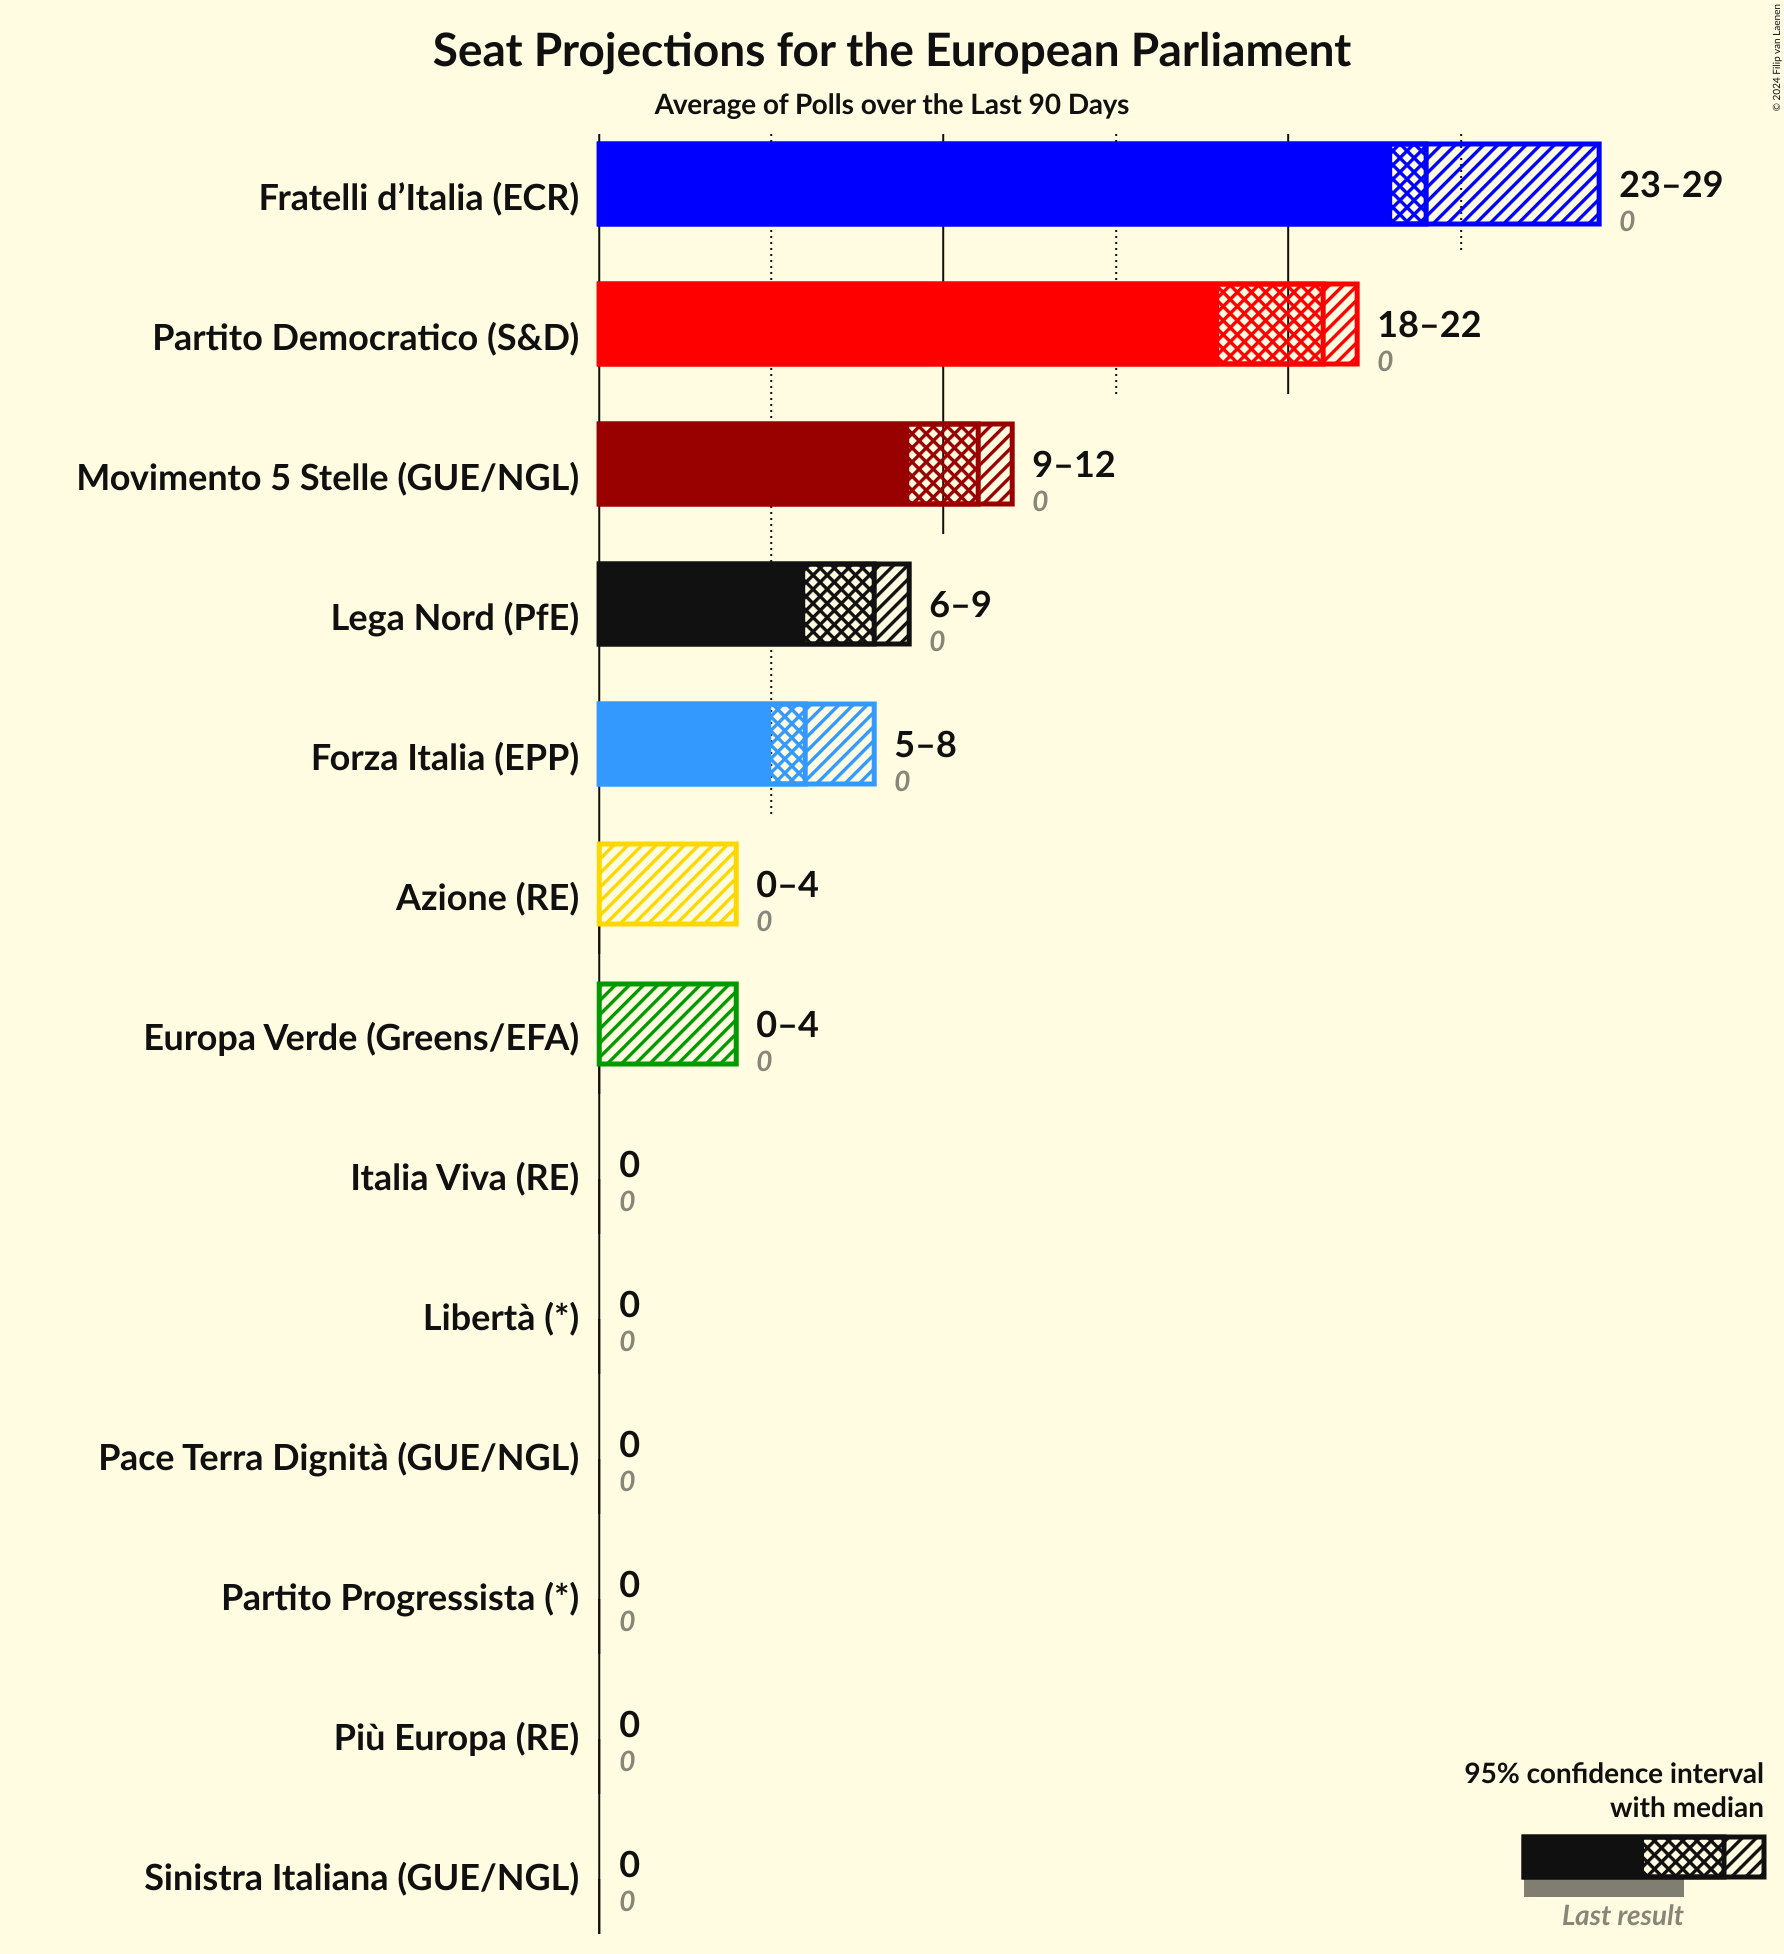 Seat Projections for the European Parliament
Average of Polls over the Last 90 Days
© 2024 Filip van Laenen
Fratelli d’Italia (ECR)
23–29
0
Partito Democratico (S&D)
18–22
0
Movimento 5 Stelle (GUE/NGL)
9–12
0
Lega Nord (PfE)
6–9
0
Forza Italia (EPP)
5–8
0
Azione (RE)
0–4
0
Europa Verde (Greens/EFA)
0–4
0
Italia Viva (RE)
0
0
Libertà (*)
0
0
Pace Terra Dignità (GUE/NGL)
0
0
Partito Progressista (*)
0
0
Più Europa (RE)
0
0
Sinistra Italiana (GUE/NGL)
0
0
95% confidence interval
with median
Last result